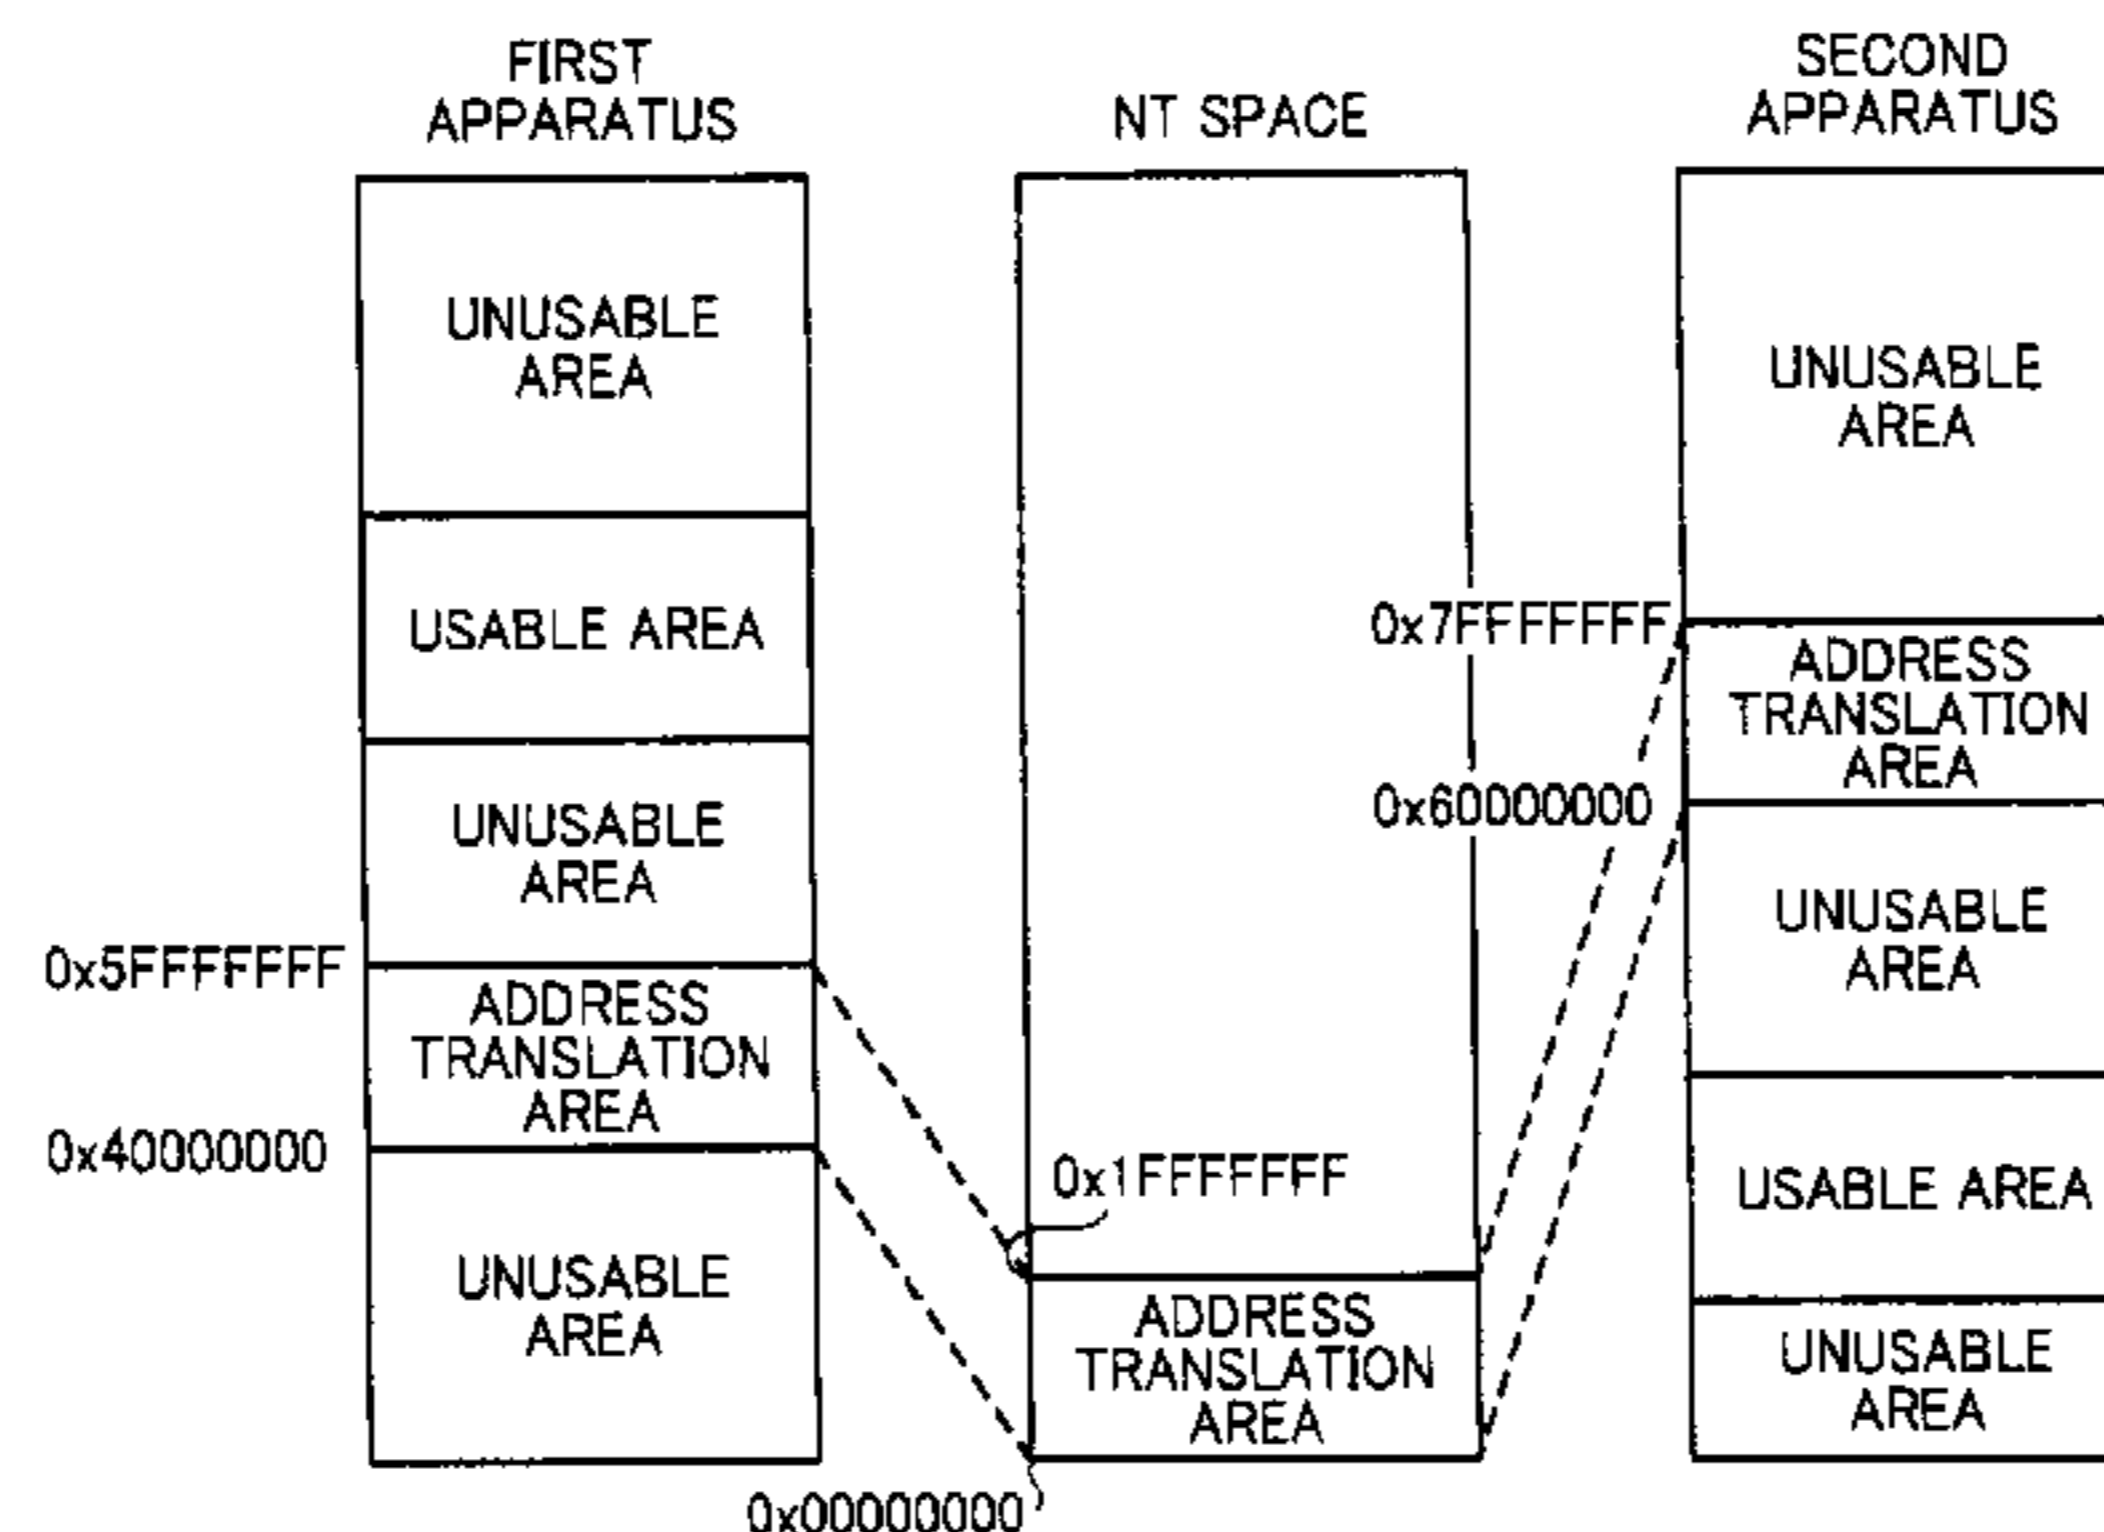 FIRST
APPARATUS
UNUSABLE
AREA
USABLE AREA
UNUSABLE
AREA
0x5FFFFFFF
ADDRESS
TRANSLATION
AREA
0x40000000
UNUSABLE
AREA
NT SPACE
0x1FFFFFFF
ADDRESS
TRANSLATION
AREA
0x00000000
SECOND
APPARATUS
UNUSABLE
AREA
0x7FFFFFFF
ADDRESS
TRANSLATION
AREA
0x60000000
UNUSABLE
AREA
USABLE AREA
UNUSABLE
AREA